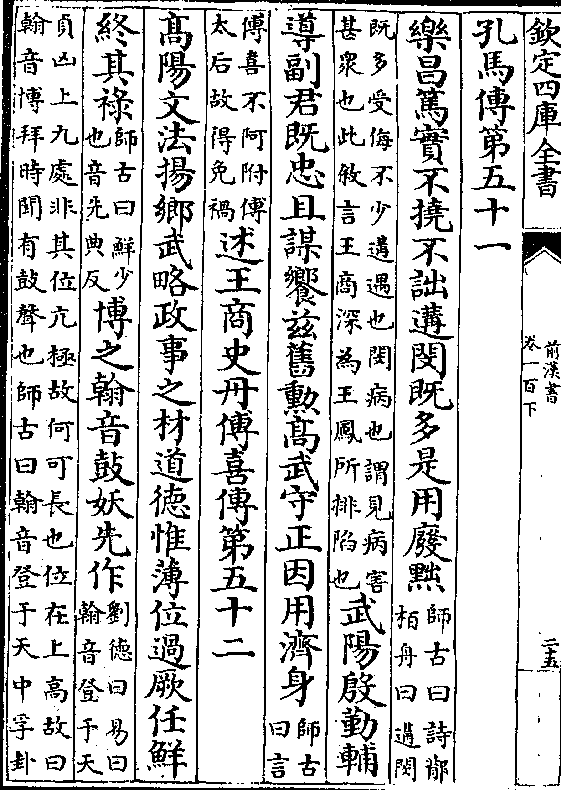 欽定四庫全書
前漢書
卷一百下
二五
孔馬傳第五十一
樂昌篤實不撓不詘遘閔既多是用廢黜師古曰詩鄁栢舟曰遘閔
既多受侮不少遘遇也閔病也謂見病害甚衆也此敘言王商深為王鳳所排陷也武陽殷勤輔
導副君既忠且謀饗兹舊勲髙武守正因用濟身師古曰言
傅喜不阿附傅太后故得免禍述王商史丹傅喜傳第五十二
髙陽文法揚鄉武略政事之材道德惟薄位過厥任鮮
終其祿師古曰鮮少也音先典反博之翰音鼓妖先作劉德曰易曰翰音登于天
貞凶上九處非其位亢極故何可長也位在上高故曰翰音博拜時聞有鼓聲也師古曰翰音登于天中孚卦